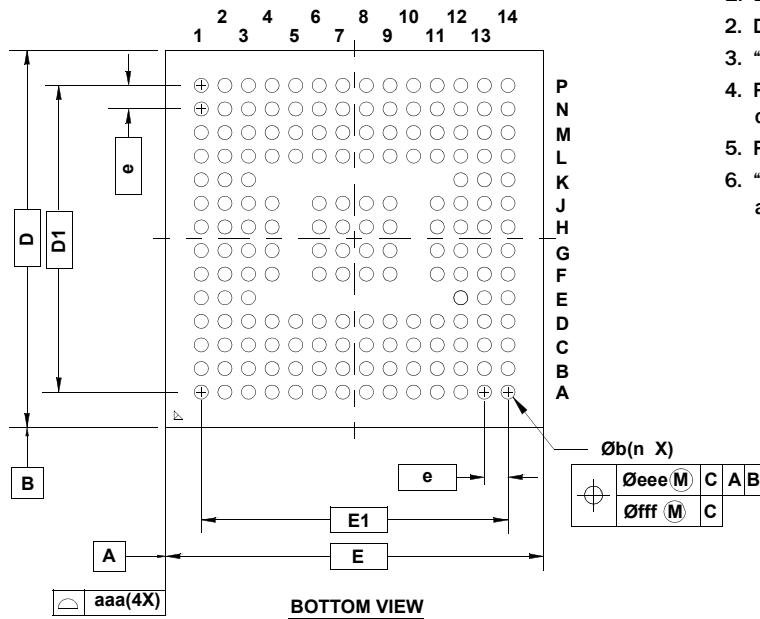 2 4 6 8 10 12 14
1 3 5 7 9 11 13
P
N
M
L
K
J
H
G
F
E
D
C
B
A
e
D
D1
B
A
e
E1
E
Øb(n X)
Øeee M C A B
Øfff M C
aaa(4X)
BOTTOM VIEW
2. D
3. "
4. F
5. F
6. "
a